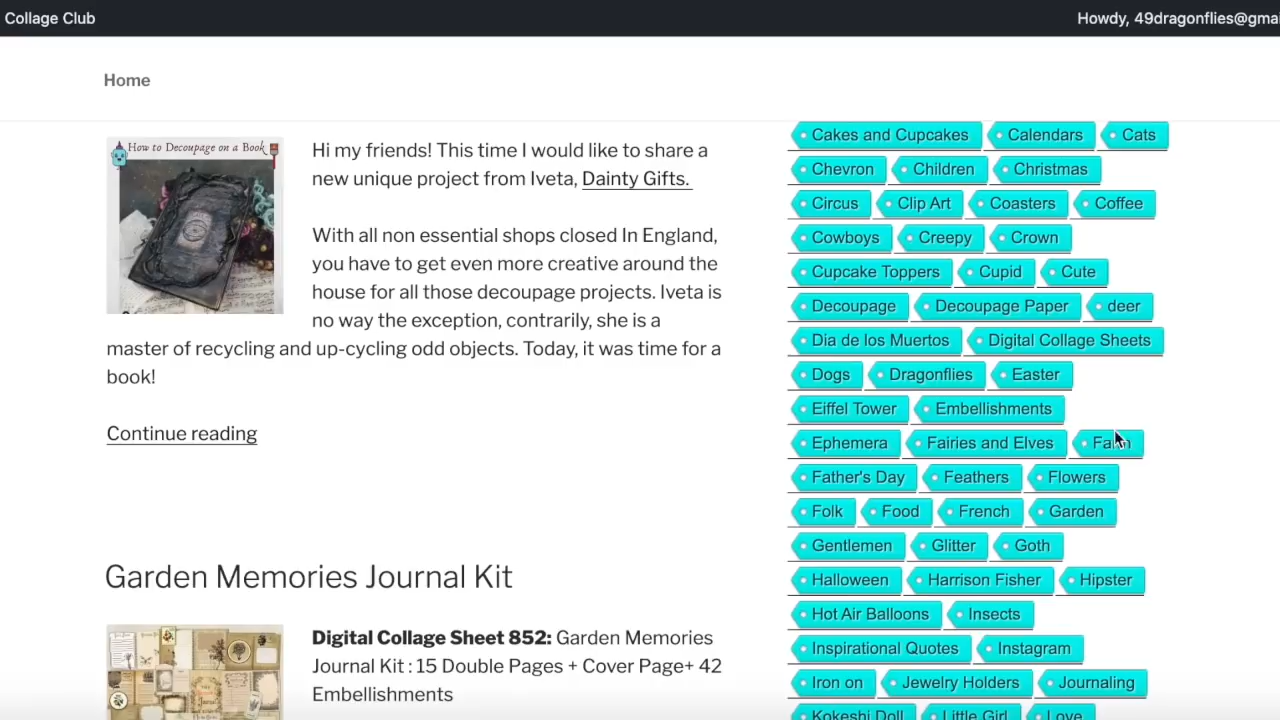 Collage Club
Howdy, 49dragonflies@gmai
Home
How to Decoupage on a Book
Hi my friends! This time I would like to share a
new unique project from Iveta, Dainty Gifts.
With all non essential shops closed In England,
you have to get even more creative around the
house for all those decoupage projects. Iveta is
no way the exception, contrarily, she is a
master of recycling and up-cycling odd objects. Today, it was time for a
book!
Continue reading
Garden Memories Journal Kit
Digital Collage Sheet 852: Garden Memories
Journal Kit : 15 Double Pages + Cover Page+ 42
Embellishments
Cakes and Cupcakes Calendars Cats
Chevron Children Christmas
Circus Clip Art Coasters Coffee
Cowboys Creepy Crown
Cupcake Toppers Cupid Cute
Decoupage Decoupage Paper deer
Dia de los Muertos Digital Collage Sheets
Dogs Dragonflies Easter
Eiffel Tower Embellishments
Ephemera Fairies and Elves
Father's Day Feathers Flowers
Folk Food French Garden
Gentlemen Glitter Goth
Halloween Harrison Fisher Hipster
Hot Air Balloons Insects
Inspirational Quotes Instagram
Iron on Jewelry Holders Journaling
Kokeshi Doll Little Girl Love